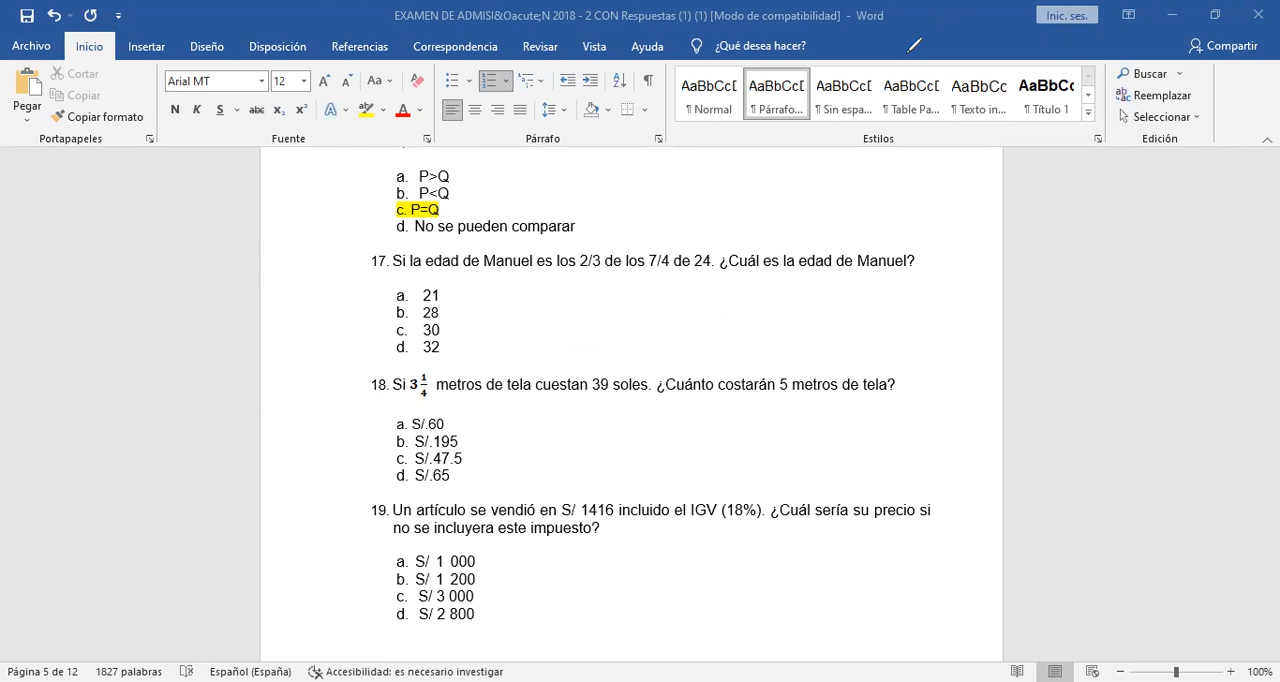 EXAMEN DE ADMISI&Oacute;N 2018 - 2 CON Respuestas (1) (1) [Modo de compatibilidad] - Word
Inic. ses.
Archivo Inicio Insertar Diseño Disposición Referencias Correspondencia Revisar Vista Ayuda ¿Qué desea hacer? Compartir
Pegar
Cortar
Copiar
Copiar formato
Portapapeles
Arial MT 12
N K S abc x₂ x²
Fuente
Párrafo
AaBbCcD AaBbCcD AaBbCcD AaBbCcD AaBbCc AaBbCc
¶ Normal ¶ Párrafo... ¶ Sin espa... ¶ Table Pa... ¶ Texto in... ¶ Título 1
Estilos
Buscar
Reemplazar
Seleccionar
Edición
a. P>Q
b. P<Q
c. P=Q
d. No se pueden comparar
17. Si la edad de Manuel es los 2/3 de los 7/4 de 24. ¿Cuál es la edad de Manuel?
a. 21
b. 28
c. 30
d. 32
18. Si 3 1/4 metros de tela cuestan 39 soles. ¿Cuánto costarán 5 metros de tela?
a. S/.60
b. S/.195
c. S/.47.5
d. S/.65
19. Un artículo se vendió en S/ 1416 incluido el IGV (18%). ¿Cuál sería su precio si
no se incluyera este impuesto?
a. S/ 1 000
b. S/ 1 200
c. S/ 3 000
d. S/ 2 800
Página 5 de 12 1827 palabras Español (España) Accesibilidad: es necesario investigar 100%